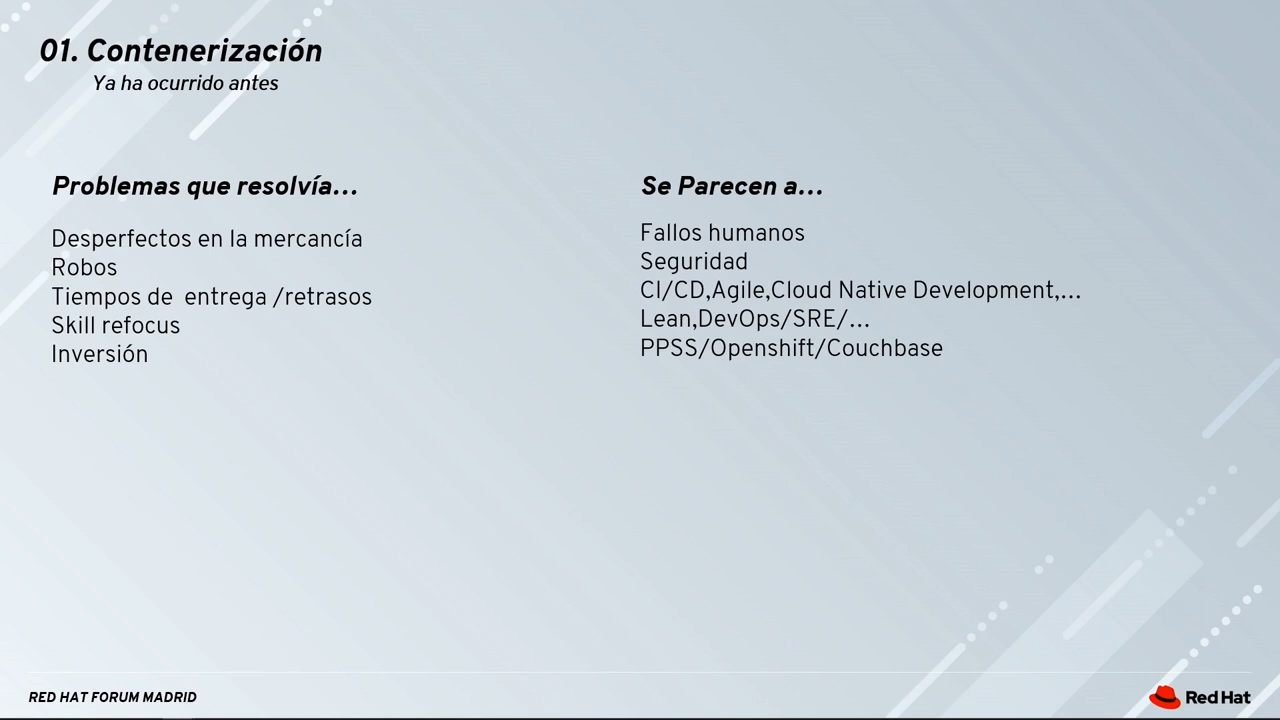 01. Contenerización
Ya ha ocurrido antes
Problemas que resolvía...
Desperfectos en la mercancía
Robos
Tiempos de  entrega /retrasos
Skill refocus
Inversión
Se Parecen a...
Fallos humanos
Seguridad
CI/CD,Agile,Cloud Native Development,...
Lean,DevOps/SRE/...
PPSS/Openshift/Couchbase
RED HAT FORUM MADRID
Red Hat